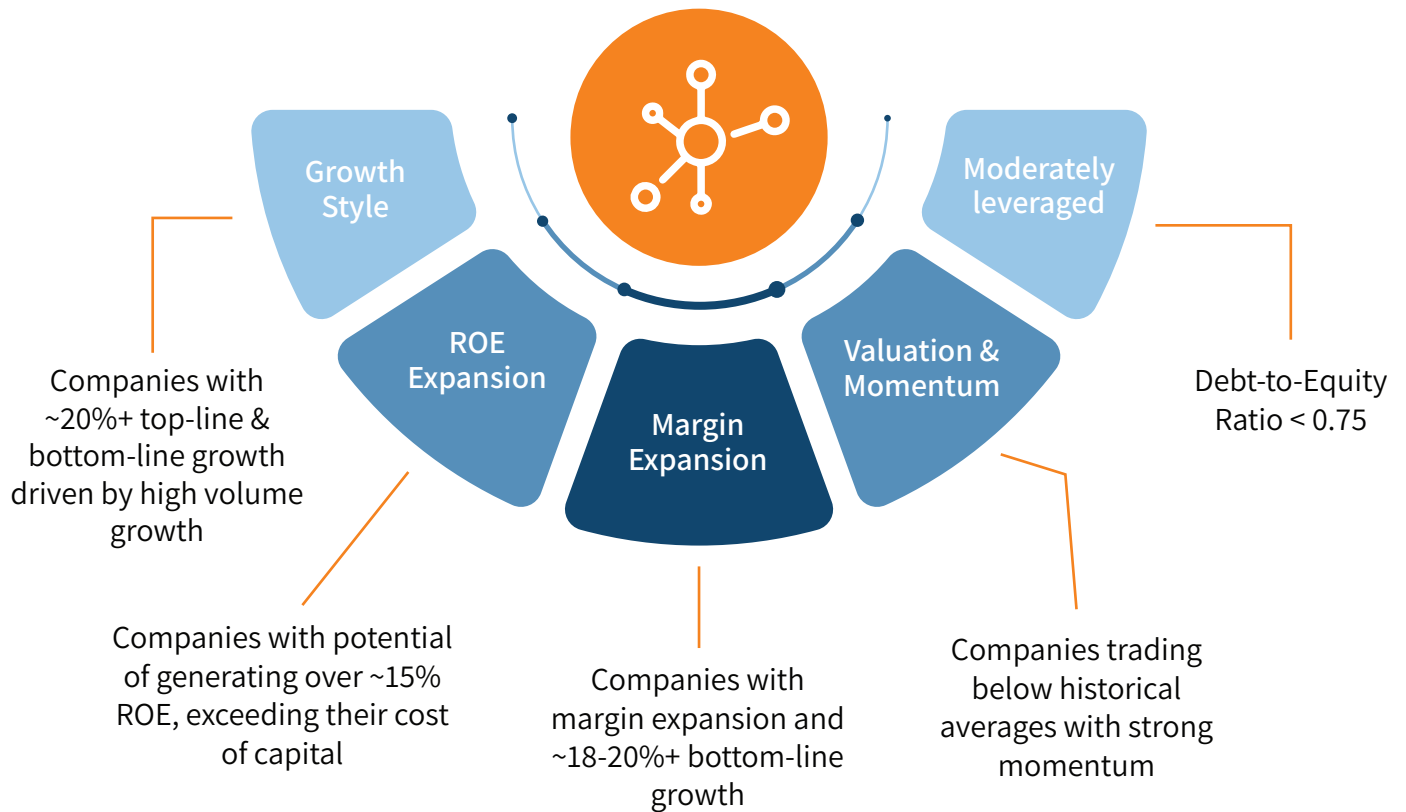 Growth
Style
Companies with
~20%+ top-line &
bottom-line growth
driven by high volume
growth
ROE
Expansion
Companies with potential
of generating over ~15%
ROE, exceeding their cost
of capital
Margin
Expansion
Companies with
margin expansion and
~18-20%+ bottom-line
growth
Valuation &
Momentum
Companies trading
below historical
averages with strong
momentum
Moderately
leveraged
Debt-to-Equity
Ratio < 0.75